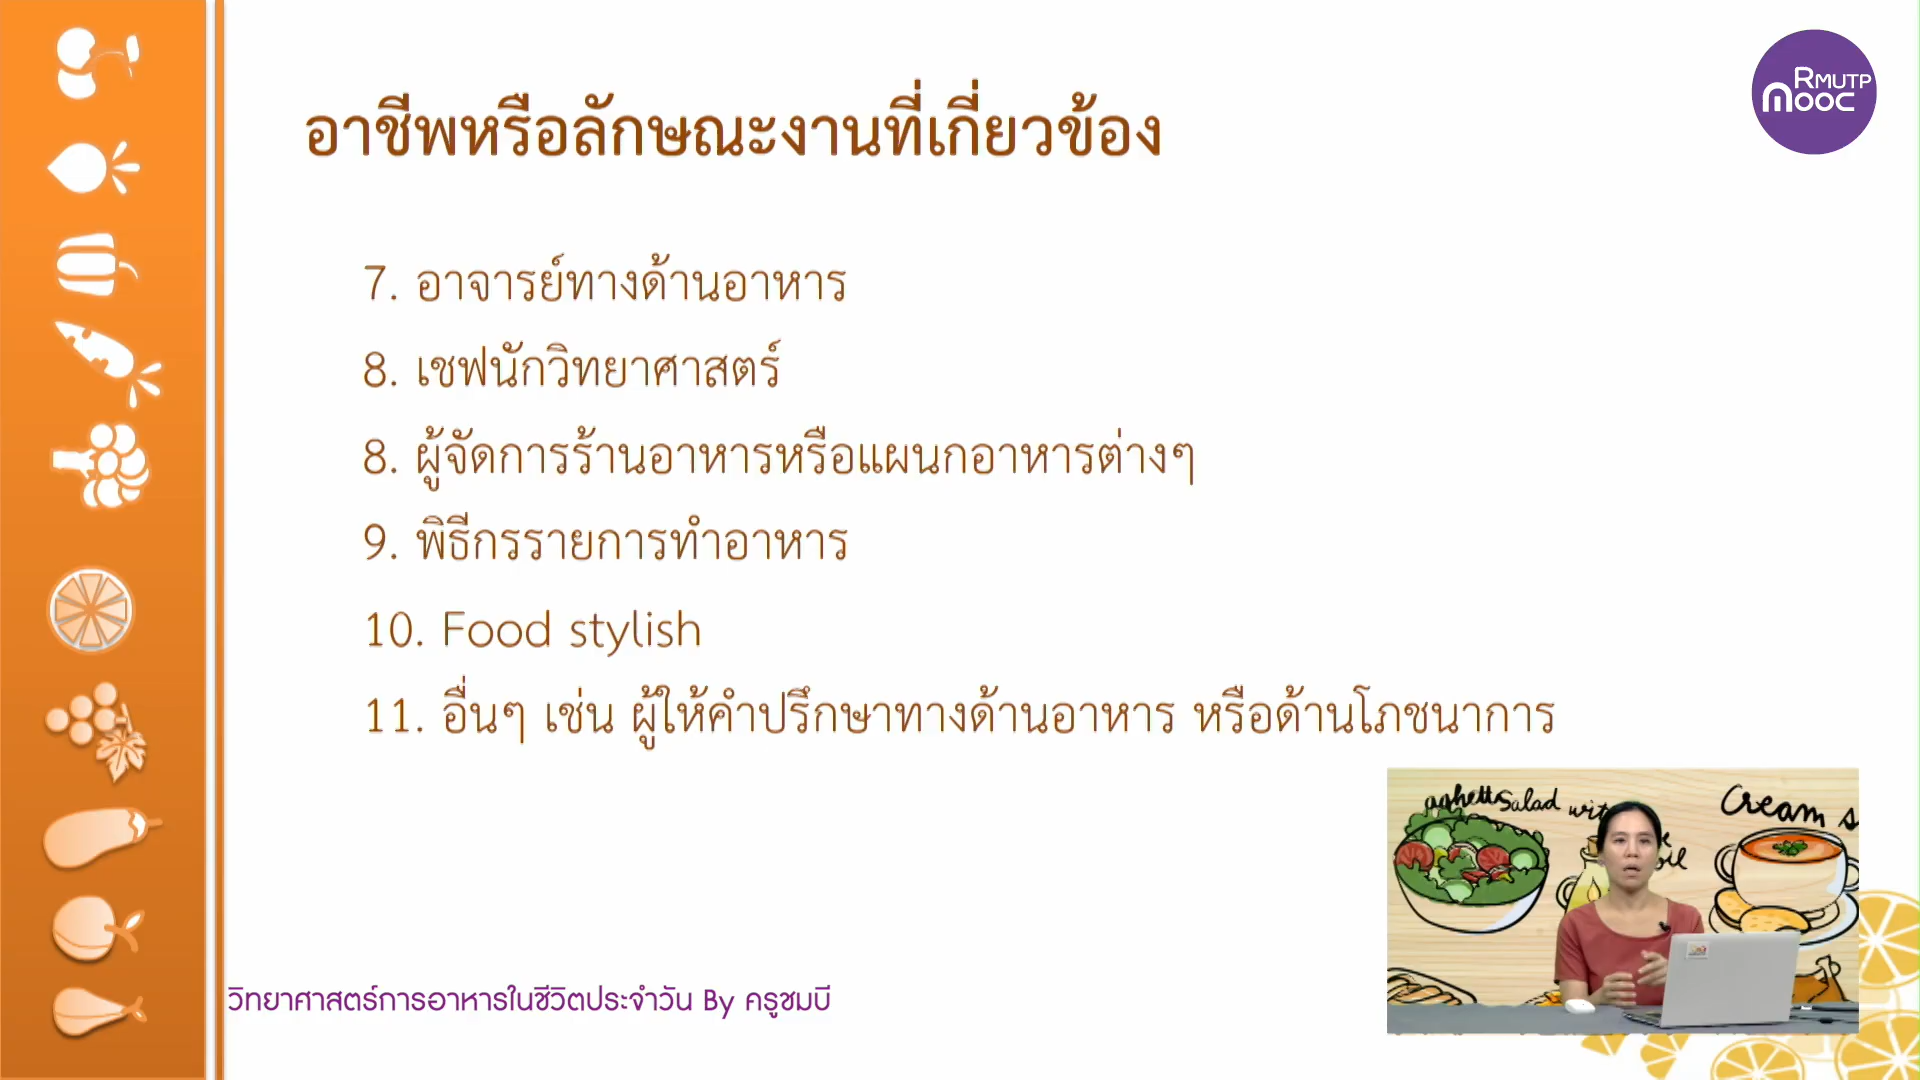 อาชีพหรือลักษณะงานที่เกี่ยวข้อง
RMUTP
mooc
7. อาจารย์ทางด้านอาหาร
8. เชฟนักวิทยาศาสตร์
8. ผู้จัดการร้านอาหารหรือแผนกอาหารต่างๆ
9. พิธีกรรายการทำอาหาร
10. Food stylish
11. อื่นๆ เช่น ผู้ให้คำปรึกษาทางด้านอาหาร หรือด้านโภชนาการ
Salad
Cream s
oil
วิทยาศาสตร์การอาหารในชีวิตประจำวัน By ครูชมบี